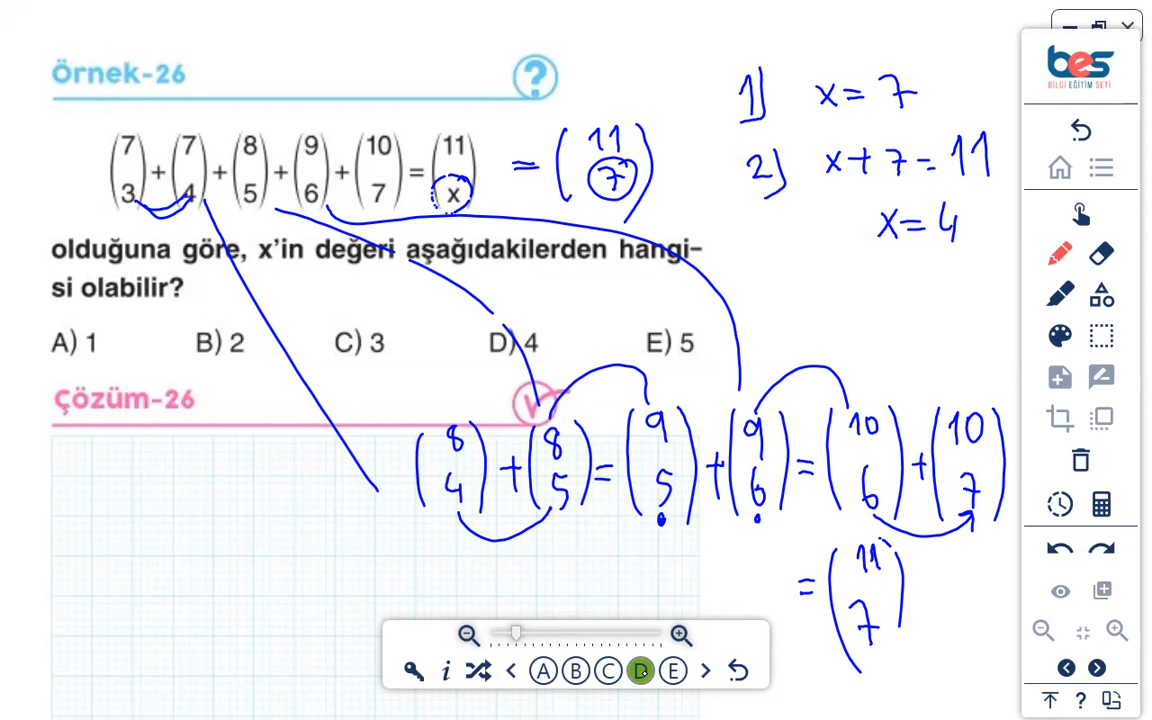 Örnek-26
?
(7 3) + (7 4) + (8 5) + (9 6) + (10 7) = (11 x) = (11 7)
olduğuna göre, x'in değeri aşağıdakilerden hangi-
si olabilir?
A) 1 B) 2 C) 3 D) 4 E) 5
Çözüm-26
1) x = 7
2) x + 7 = 11
x = 4
(8 4) + (8 5) = (9 5) + (9 6) = (10 6) + (10 7)
= (11 7)
bes
BİLGİ EĞİTİM SETİ
i < A B C D E >
?